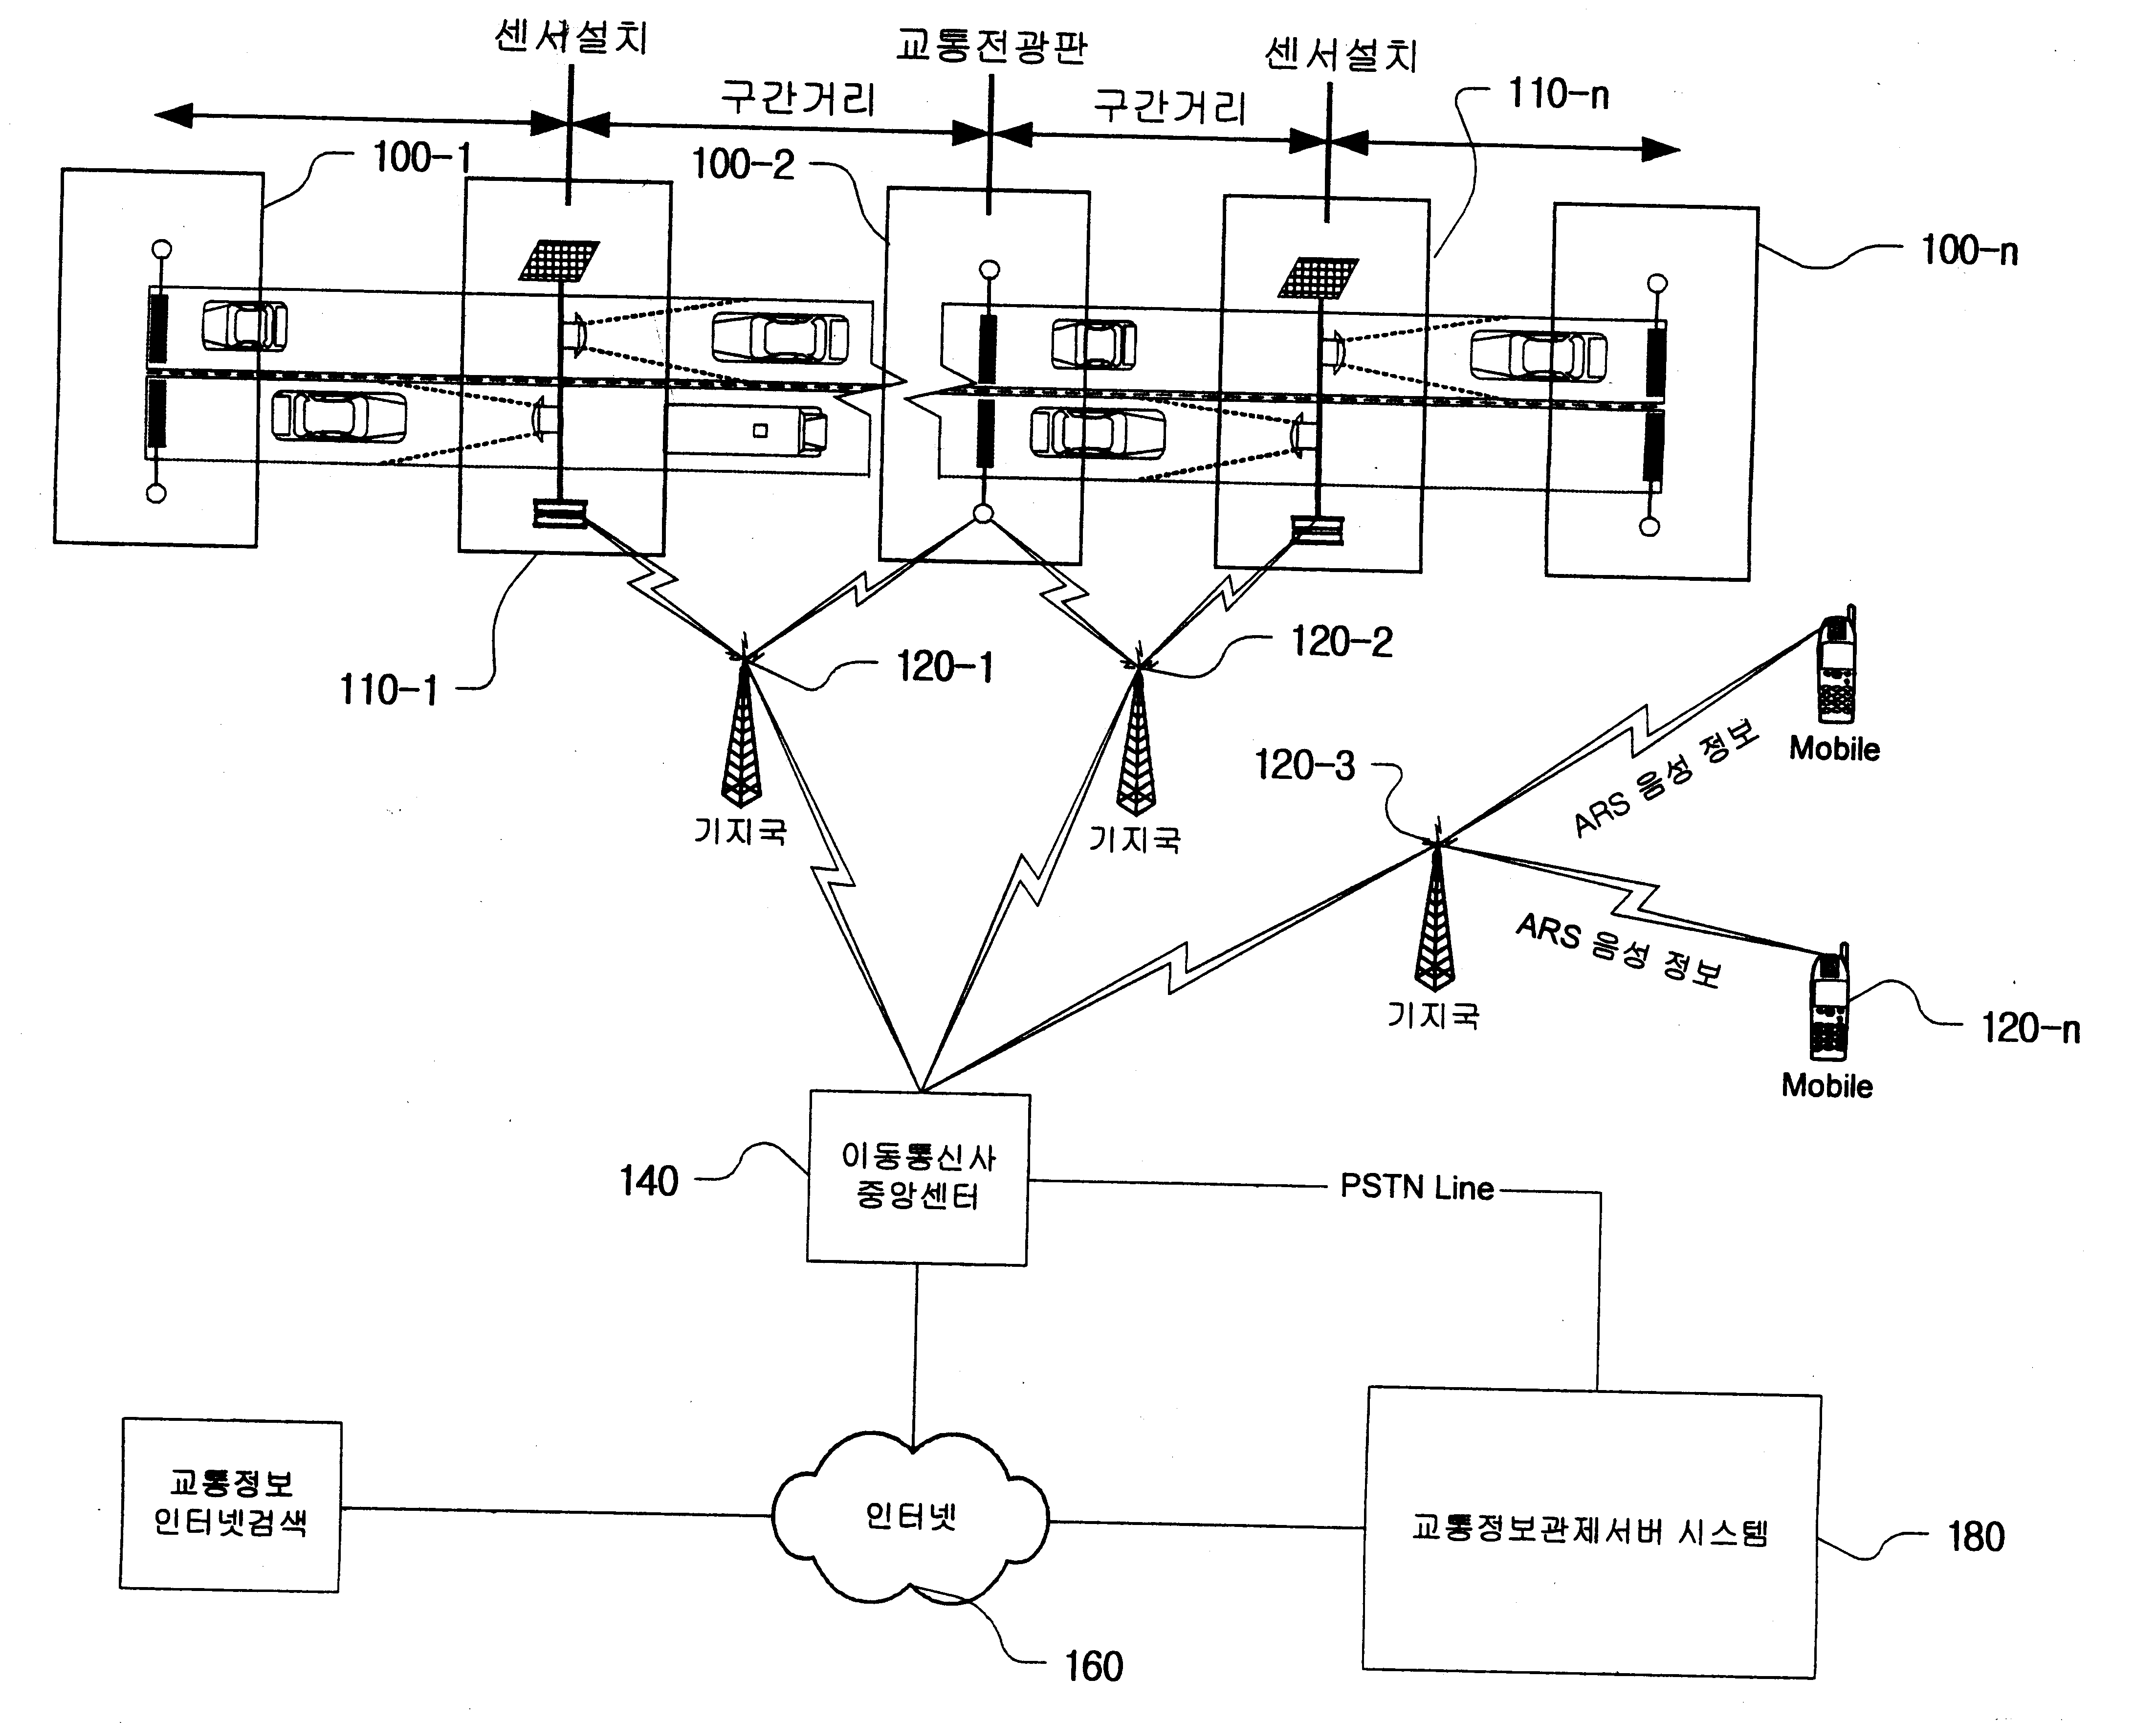 센서설치
교통전광판
센서설치
구간거리
구간거리
110-n
100-1
100-2
100-n
110-1
120-1
120-2
기지국
기지국
120-3
기지국
ARS 음성 정보
Mobile
ARS 음성 정보
120-n
Mobile
140
이동통신사
중앙센터
PSTN Line
교통정보
인터넷검색
인터넷
교통정보관제서버 시스템
180
160